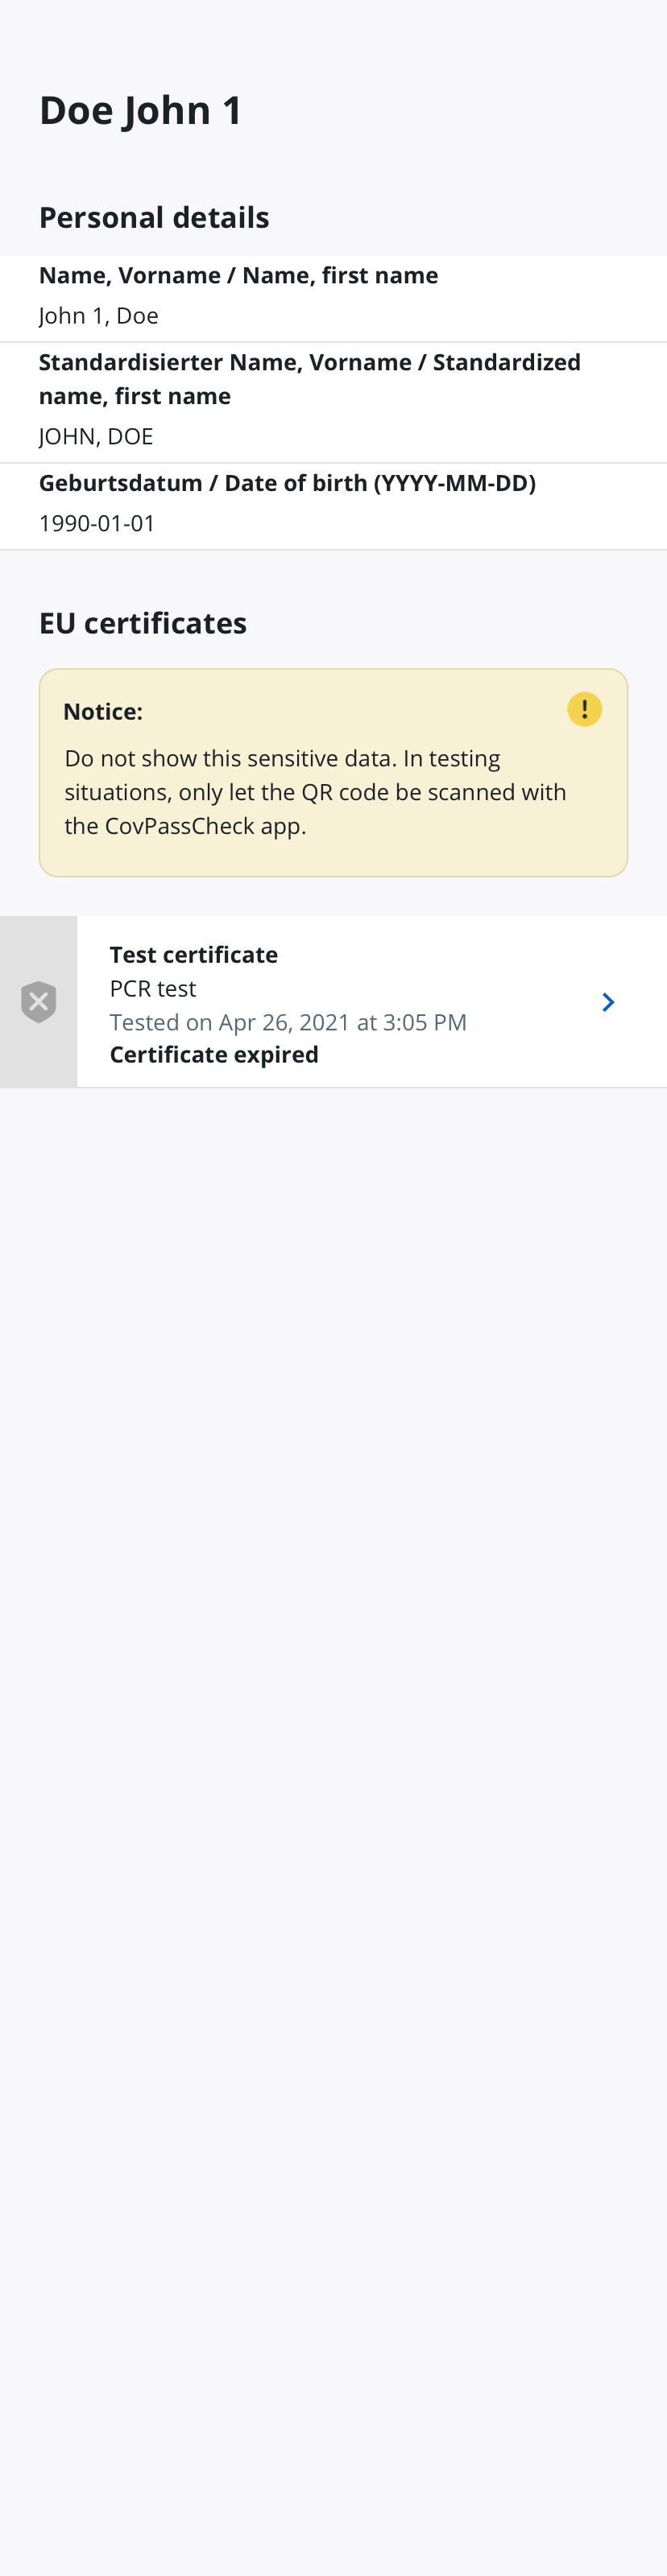 Doe John 1
Personal details
Name, Vorname / Name, first name
John 1, Doe
Standardisierter Name, Vorname / Standardized
name, first name
JOHN, DOE
Geburtsdatum / Date of birth (YYYY-MM-DD)
1990-01-01
EU certificates
Notice:
Do not show this sensitive data. In testing
situations, only let the QR code be scanned with
the CovPassCheck app.
Test certificate
PCR test
Tested on Apr 26, 2021 at 3:05 PM
Certificate expired